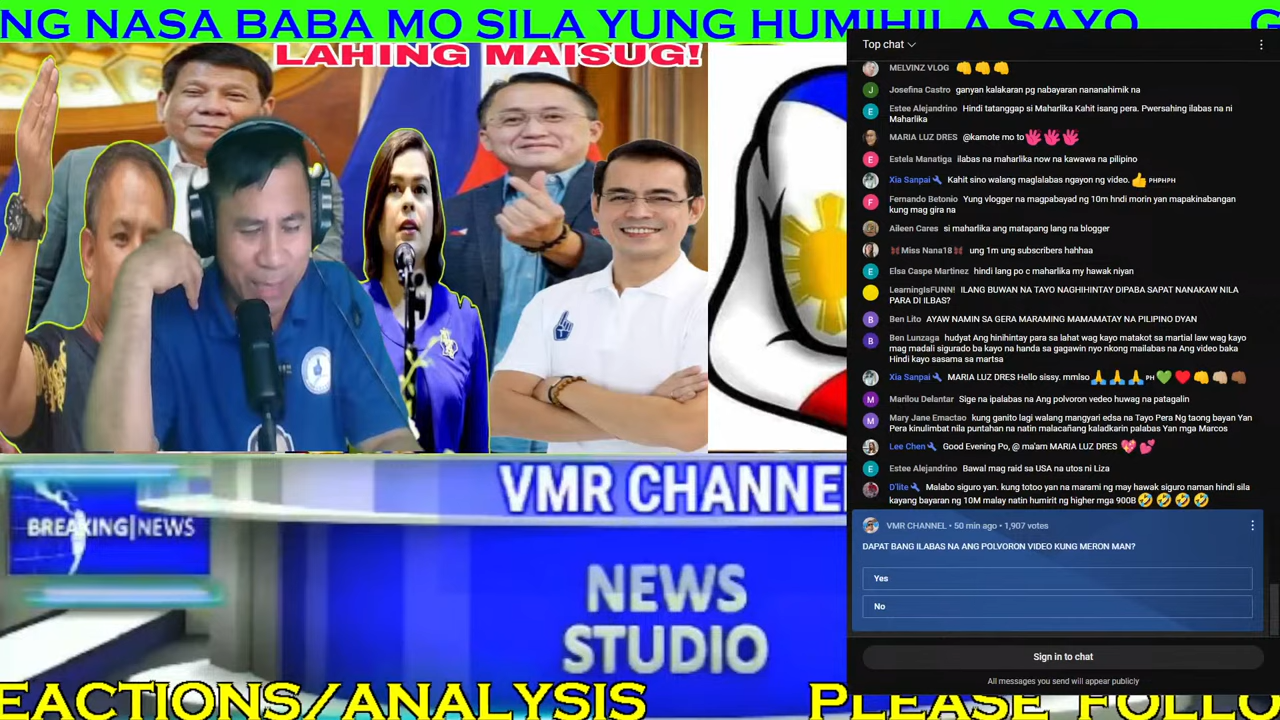 NG NASA BABA MO SILA YUNG HUMIHILA SAYO
LAHING MAISUG!
BREAKING|NEWS
VMR CHANNE
NEWS
STUDIO
EACTIONS/ANALYSIS
PLEASE FOLLO
Top chat
MELVINZ VLOG 👊👊👊
J Josefina Castro ganyan kalakaran pg nabayaran nananahimik na
E Estee Alejandrino Hindi tatanggap si Maharlika Kahit isang pera. Pwersahing ilabas na ni
Maharlika
MARIA LUZ DRES @kamote mo to
E Estela Manatiga ilabas na maharlika now na kawawa na pilipino
Xia Sanpai Kahit sino walang maglalabas ngayon ng video. 👍 PHPHPH
F Fernando Betonio Yung vlogger na magpabayad ng 10m hndi morin yan mapakinabangan
kung mag gira na
Aileen Cares si maharlika ang matapang lang na blogger
Miss Nana18 ung 1m ung subscribers hahhaa
E Elsa Caspe Martinez hindi lang po c maharlika my hawak niyan
LearningIsFUNN! ILANG BUWAN NA TAYO NAGHIHINTAY DIPABA SAPAT NANAKAW NILA
PARA DI ILBAS?
B Ben Lito AYAW NAMIN SA GERA MARAMING MAMAMATAY NA PILIPINO DYAN
B Ben Lunzaga hudyat Ang hinihintay para sa lahat wag kayo matakot sa martial law wag kayo
mag madali sigurado ba kayo na handa sa gagawin nyo nkong mailabas na Ang video baka
Hindi kayo sasama sa martsa
Xia Sanpai MARIA LUZ DRES Hello sissy. mmlso 🙏🙏🙏 PH 💚❤️👊👊🏼👊🏾
M Marilou Delantar Sige na ipalabas na Ang polvoron vedeo huwag na patagalin
M Mary Jane Emactao kung ganito lagi walang mangyari edsa na Tayo Pera Ng taong bayan Yan
Pera kinulimbat nila puntahan na natin malacañang kaladkarin palabas Yan mga Marcos
Lee Chen Good Evening Po, @ ma'am MARIA LUZ DRES 💖💕
E Estee Alejandrino Bawal mag raid sa USA na utos ni Liza
D'lite Malabo siguro yan. kung totoo yan na marami ng may hawak siguro naman hindi sila
kayang bayaran ng 10M malay natin humirit ng higher mga 900B🤣🤣🤣🤣
VMR CHANNEL • 50 min ago • 1,907 votes
DAPAT BANG ILABAS NA ANG POLVORON VIDEO KUNG MERON MAN?
Yes
No
Sign in to chat
All messages you send will appear publicly